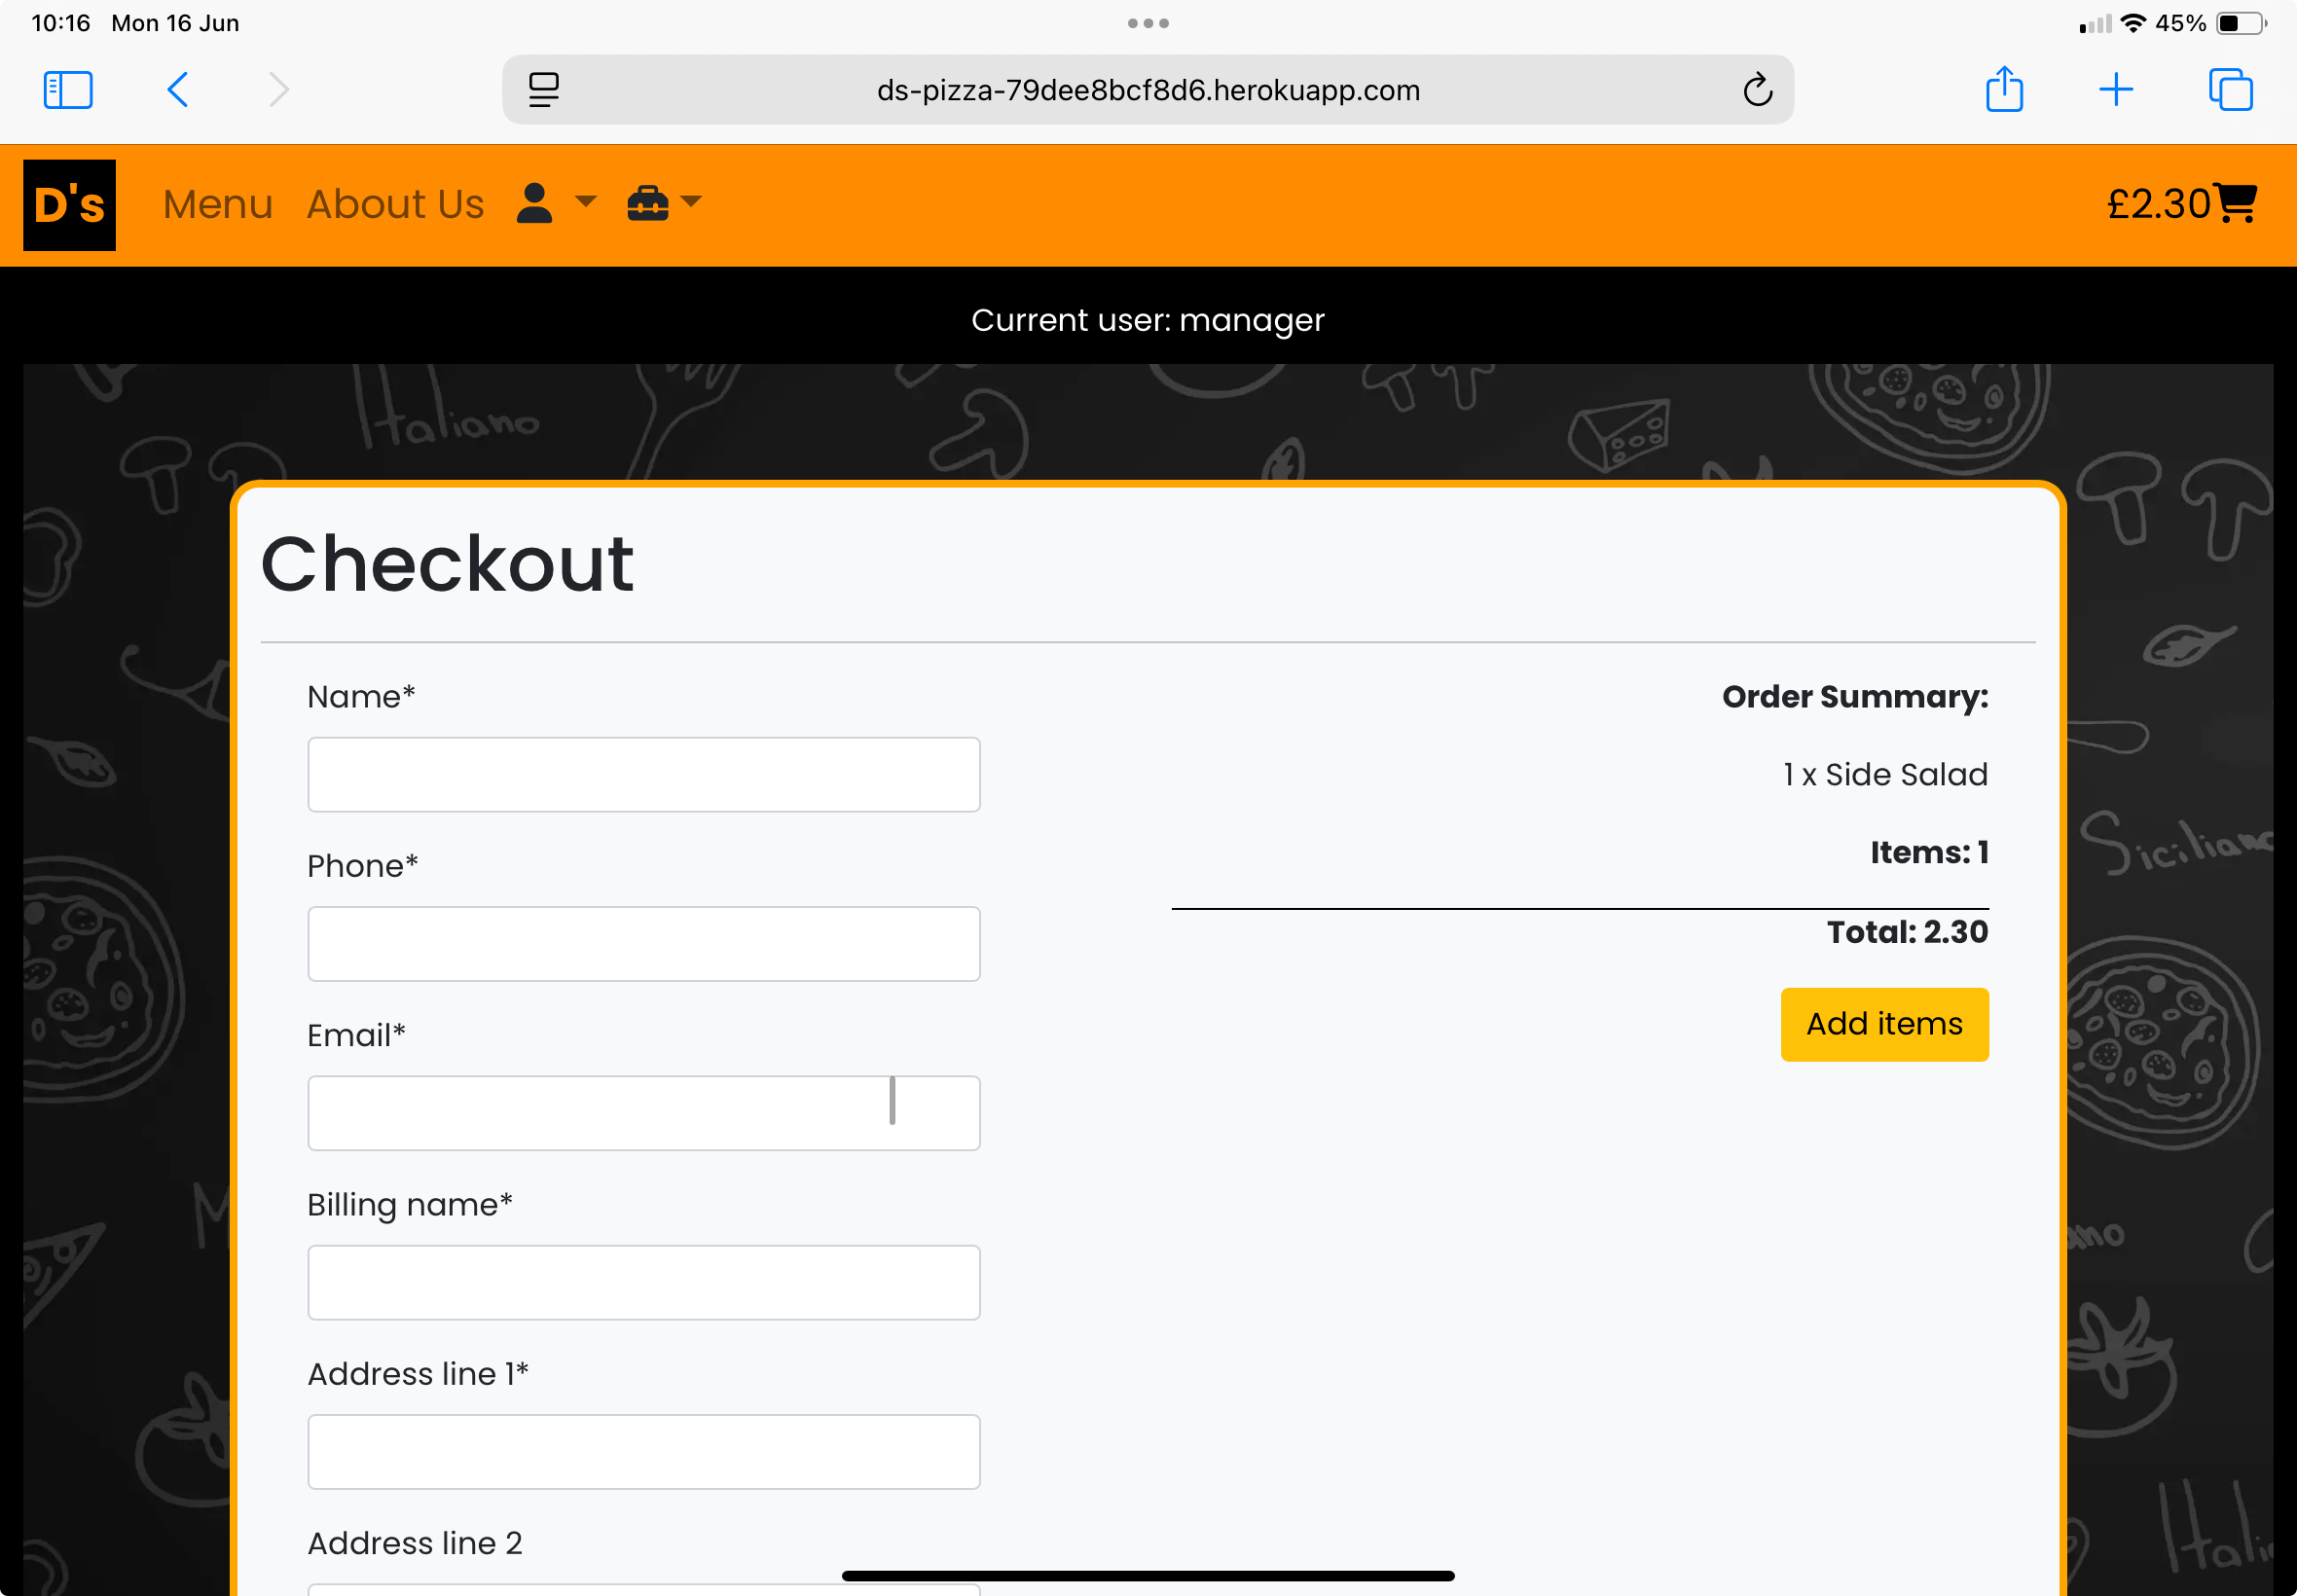 10:16 Mon 16 Jun
45%
ds-pizza-79dee8bcf8d6.herokuapp.com
D's
Menu About Us
£2.30
Current user: manager
Italiano
Checkout
Name*
Phone*
Email*
Billing name*
Address line 1*
Address line 2
Order Summary:
1 x Side Salad
Items: 1
Total: 2.30
Add items
Siciliano